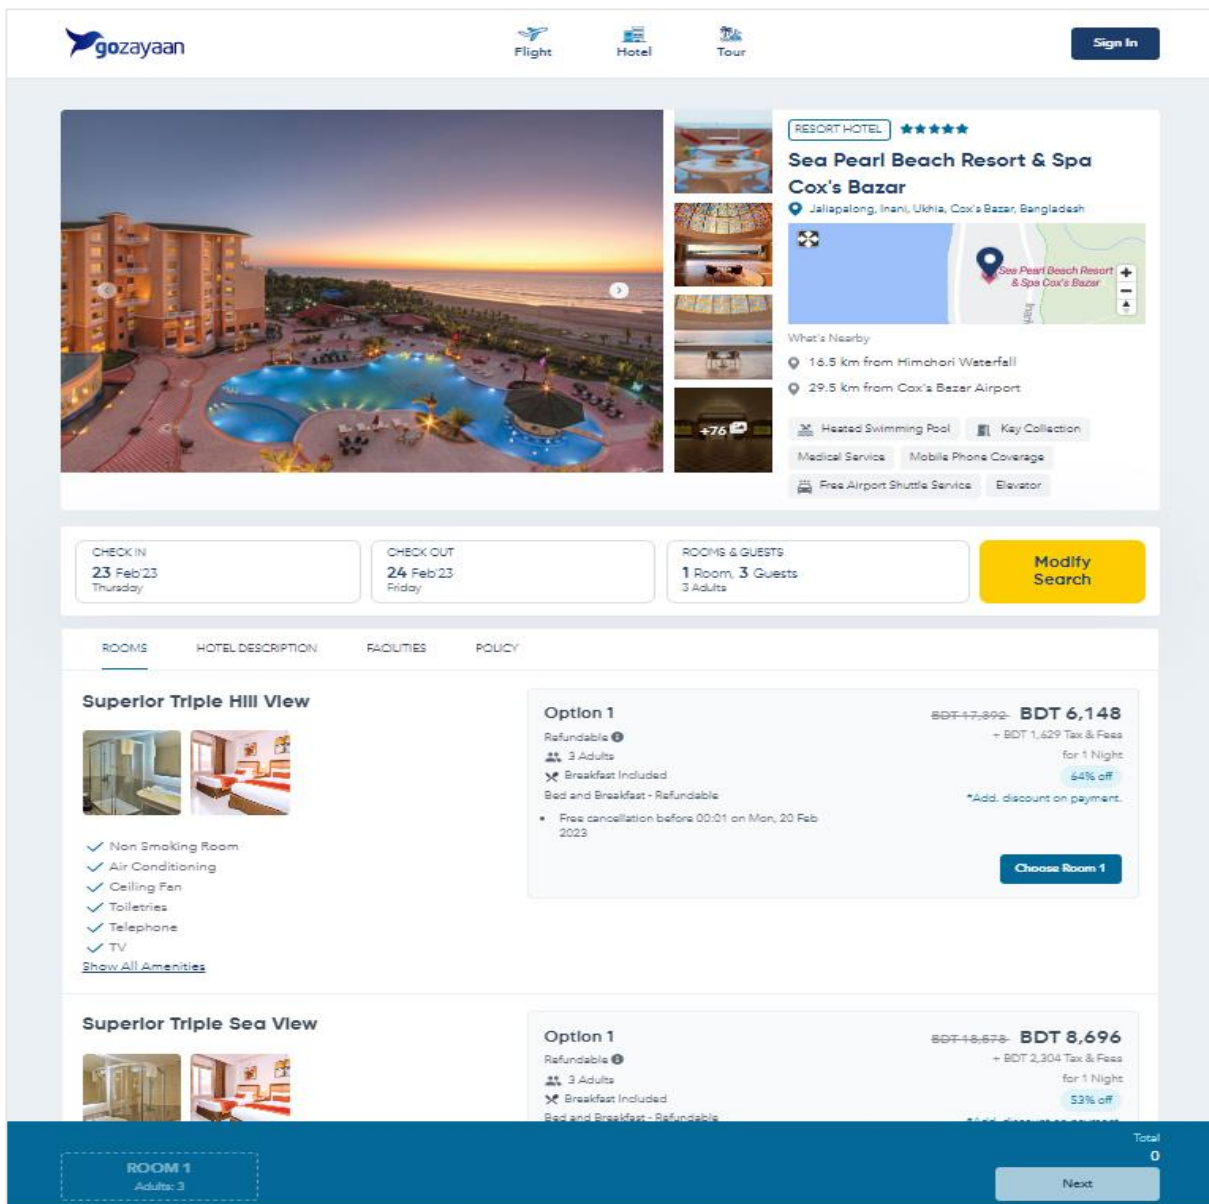 gozayaan
Flight
Hotel
Tour
Sign In
RESORT HOTEL
Sea Pearl Beach Resort & Spa
Cox's Bazar
Jaliapalong, Inani, Ukhia, Cox's Bazar, Bangladesh
Sea Pearl Beach Resort
& Spa Cox's Bazar
What's Nearby
16.5 km from Himchori Waterfall
29.5 km from Cox's Bazar Airport
+76
Heated Swimming Pool
Key Collection
Medical Service
Mobile Phone Coverage
Free Airport Shuttle Service
Elevator
CHECK IN
23 Feb'23
Thursday
CHECK OUT
24 Feb'23
Friday
ROOMS & GUESTS
1 Room, 3 Guests
3 Adults
Modify
Search
ROOMS
HOTEL DESCRIPTION
FACILITIES
POLICY
Superior Triple Hill View
Non Smoking Room
Air Conditioning
Ceiling Fan
Toiletries
Telephone
TV
Show All Amenities
Option 1
Refundable
3 Adults
Breakfast Included
Bed and Breakfast - Refundable
• Free cancellation before 00:01 on Mon, 20 Feb
2023
BDT 17,892 BDT 6,148
+ BDT 1,629 Tax & Fees
for 1 Night
64% off
*Add. discount on payment.
Choose Room 1
Superior Triple Sea View
Option 1
Refundable
3 Adults
Breakfast Included
Bed and Breakfast - Refundable
BDT 18,578 BDT 8,696
+ BDT 2,304 Tax & Fees
for 1 Night
53% off
*Add. discount on payment.
ROOM 1
Adults: 3
Total
0
Next